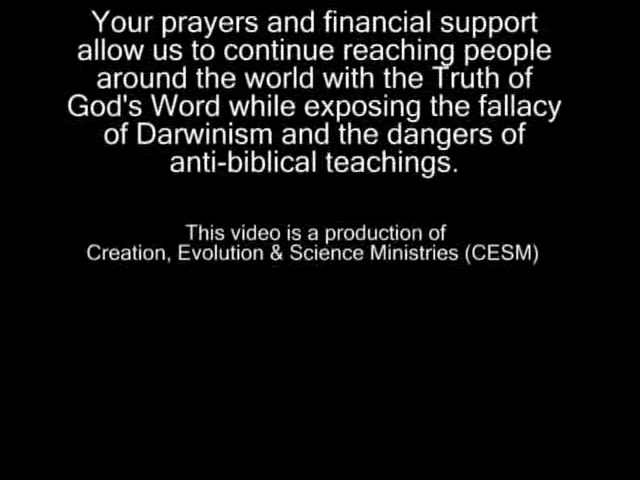 Your prayers and financial support
allow us to continue reaching people
around the world with the Truth of
God's Word while exposing the fallacy
of Darwinism and the dangers of
anti-biblical teachings.
This video is a production of
Creation, Evolution & Science Ministries (CESM)